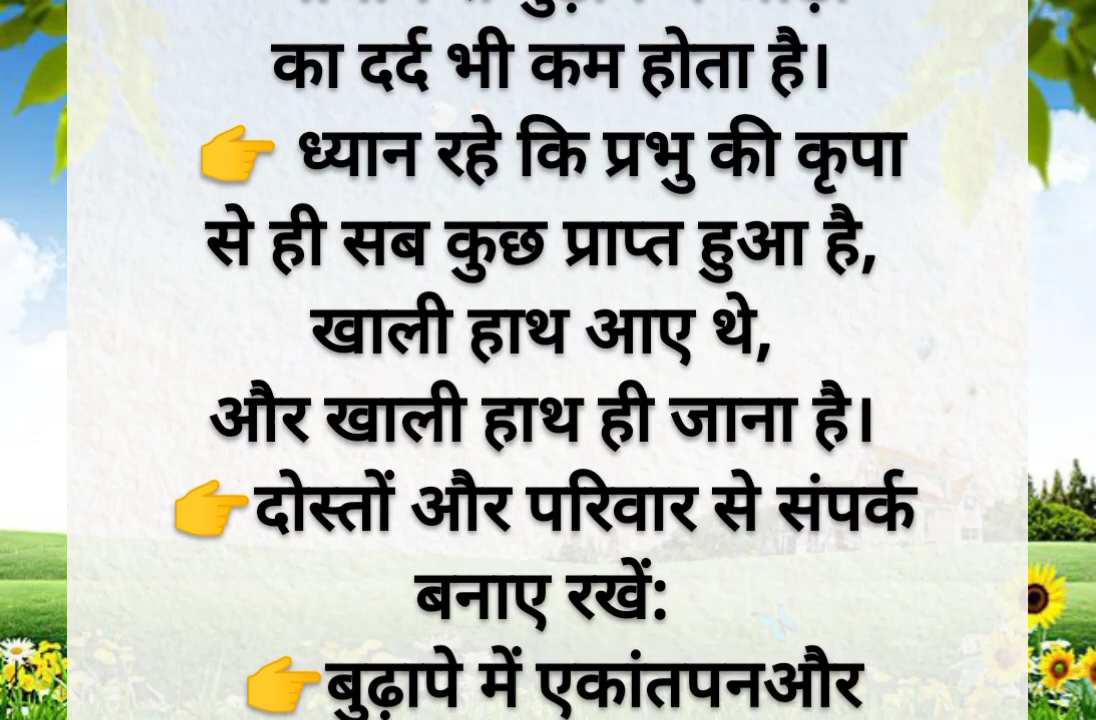 का दर्द भी कम होता है।
👉 ध्यान रहे कि प्रभु की कृपा
से ही सब कुछ प्राप्त हुआ है,
खाली हाथ आए थे,
और खाली हाथ ही जाना है।
👉दोस्तों और परिवार से संपर्क
बनाए रखें:
👉बुढ़ापे में एकांतपनऔर